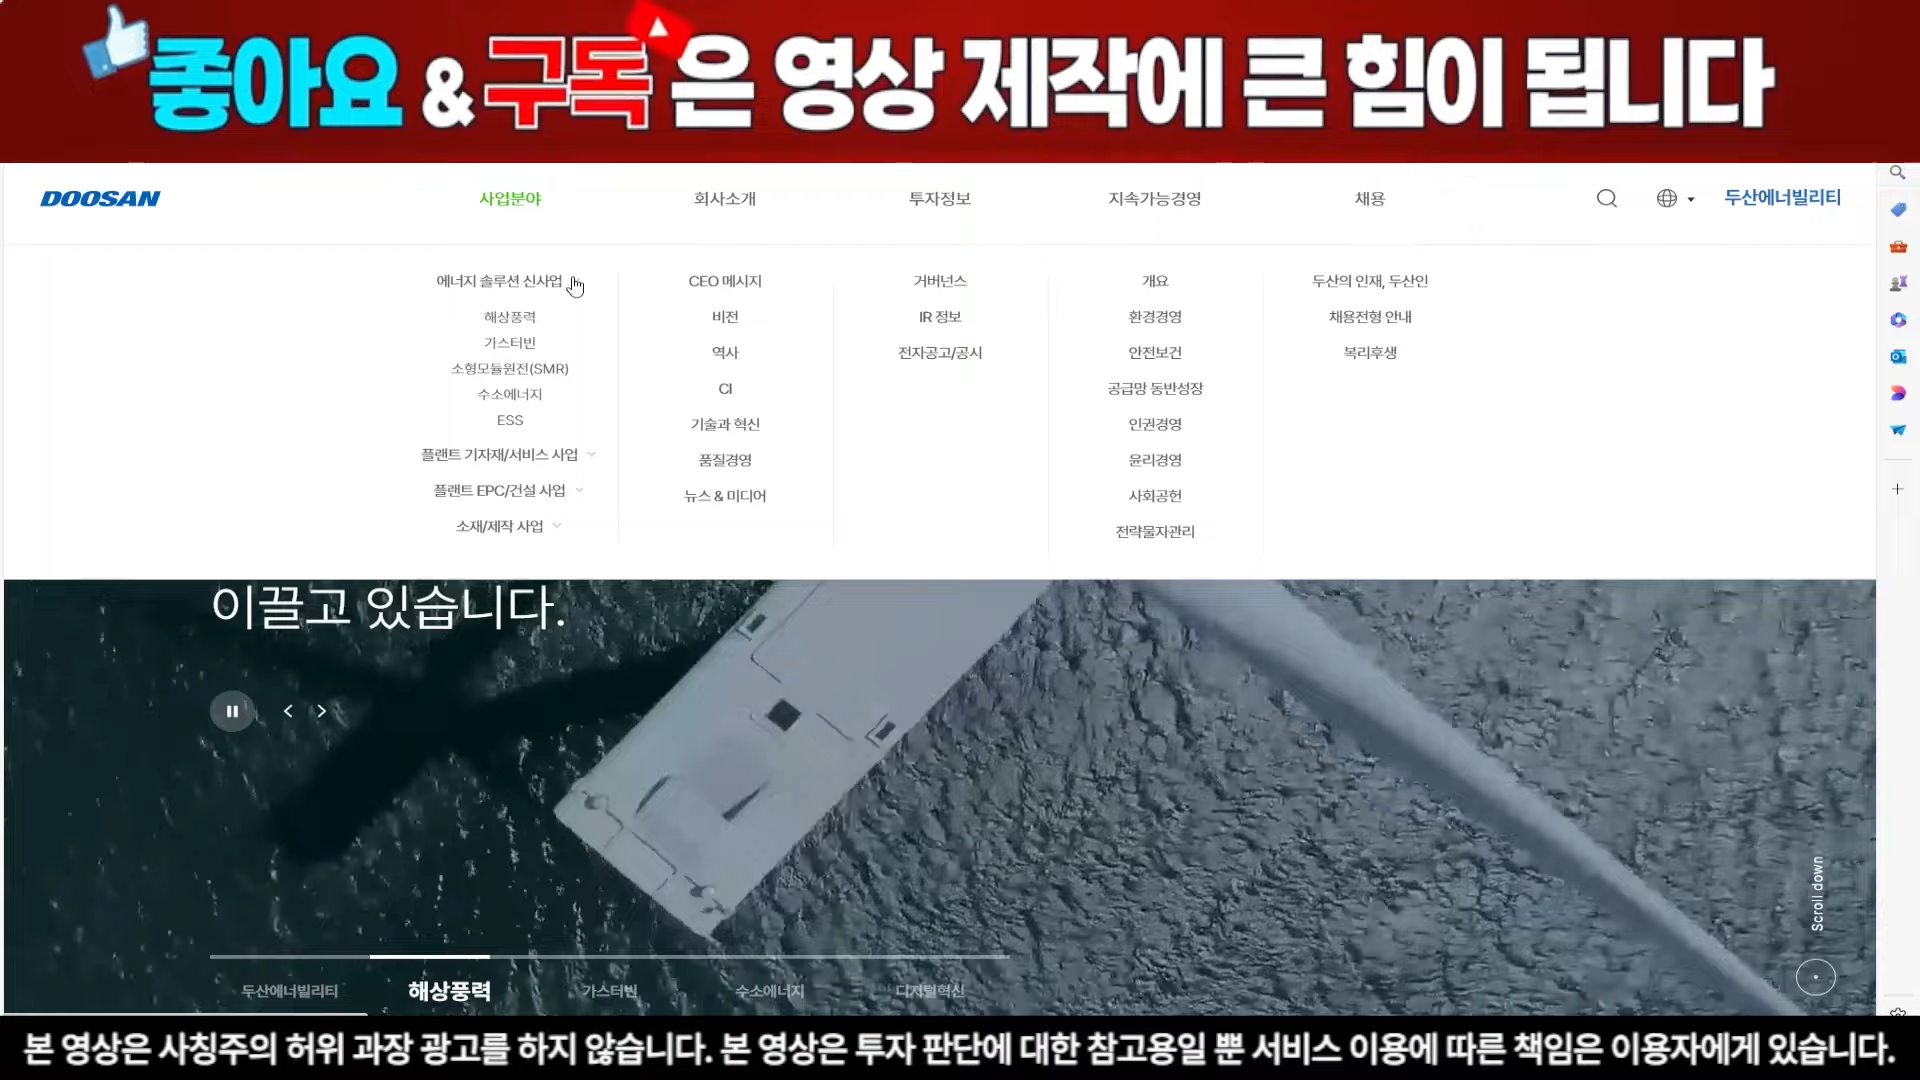 좋아요 & 구독은 영상 제작에 큰 힘이 됩니다
DOOSAN
사업분야 회사소개 투자정보 지속가능경영 채용
두산에너빌리티
에너지 솔루션 신사업
해상풍력
가스터빈
소형모듈원전(SMR)
수소에너지
ESS
플랜트 기자재/서비스 사업
플랜트 EPC/건설 사업
소재/제작 사업
CEO 메시지
비전
역사
CI
기술과 혁신
품질경영
뉴스 & 미디어
거버넌스
IR 정보
전자공고/공시
개요
환경경영
안전보건
공급망 동반성장
인권경영
윤리경영
사회공헌
전략물자관리
두산의 인재, 두산인
채용전형 안내
복리후생
이끌고 있습니다.
Scroll down
두산에너빌리티 해상풍력 가스터빈 수소에너지 디지털혁신
본 영상은 사칭주의 허위 과장 광고를 하지 않습니다. 본 영상은 투자 판단에 대한 참고용일 뿐 서비스 이용에 따른 책임은 이용자에게 있습니다.